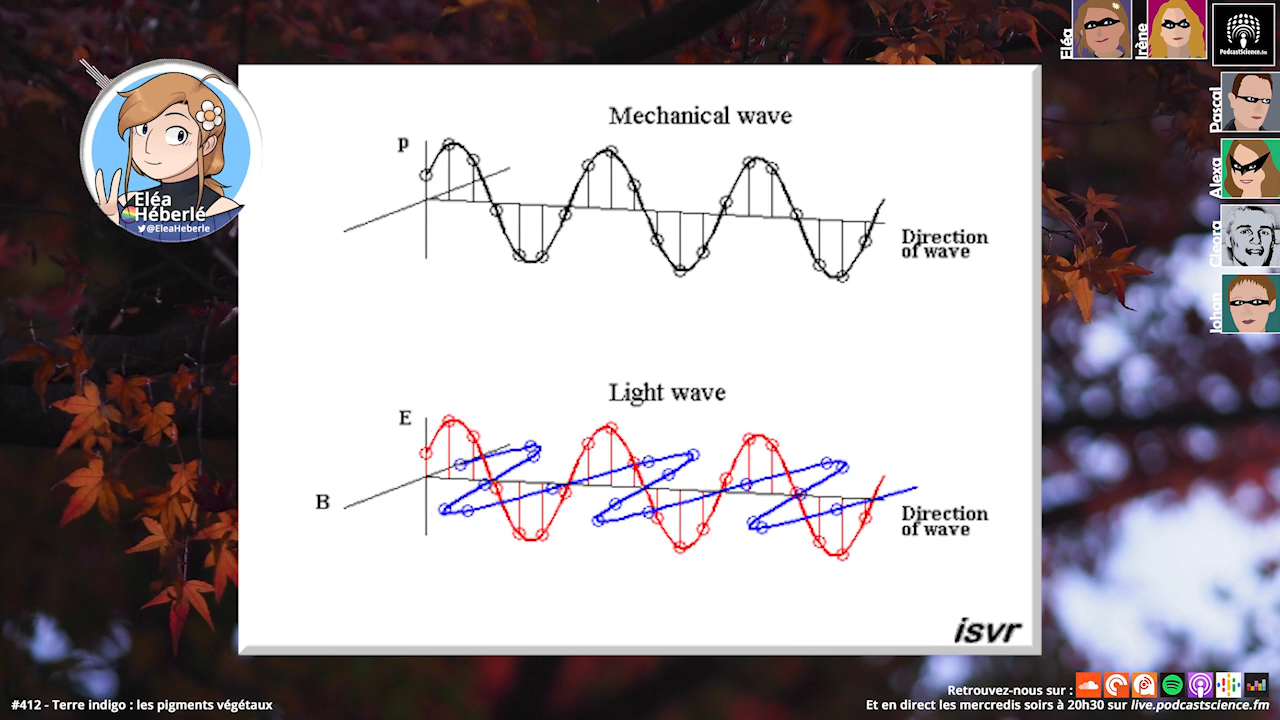 Eléa
Irène
PodcastScience.fm
Pascal
Alexa
Cleora
Johan
Eléa
Héberlé
@EleaHeberle
Mechanical wave
p
Direction
of wave
Light wave
E
B
Direction
of wave
isvr
Retrouvez-nous sur :
#412 - Terre indigo : les pigments végétaux
Et en direct les mercredis soirs à 20h30 sur live.podcastscience.fm